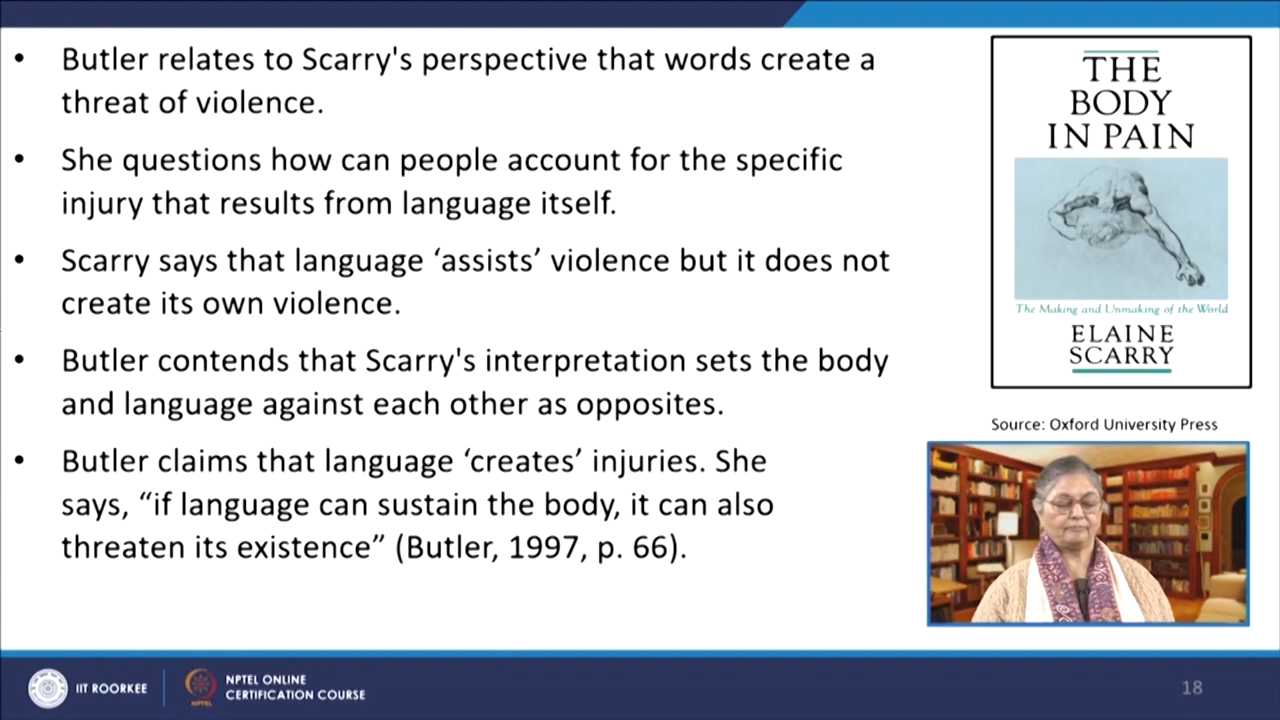 • Butler relates to Scarry's perspective that words create a
threat of violence.
• She questions how can people account for the specific
injury that results from language itself.
• Scarry says that language ‘assists’ violence but it does not
create its own violence.
• Butler contends that Scarry's interpretation sets the body
and language against each other as opposites.
• Butler claims that language ‘creates’ injuries. She
says, “if language can sustain the body, it can also
threaten its existence” (Butler, 1997, p. 66).
THE
BODY
IN PAIN
The Making and Unmaking of the World
ELAINE
SCARRY
Source: Oxford University Press
IIT ROORKEE
NPTEL
NPTEL ONLINE
CERTIFICATION COURSE
18